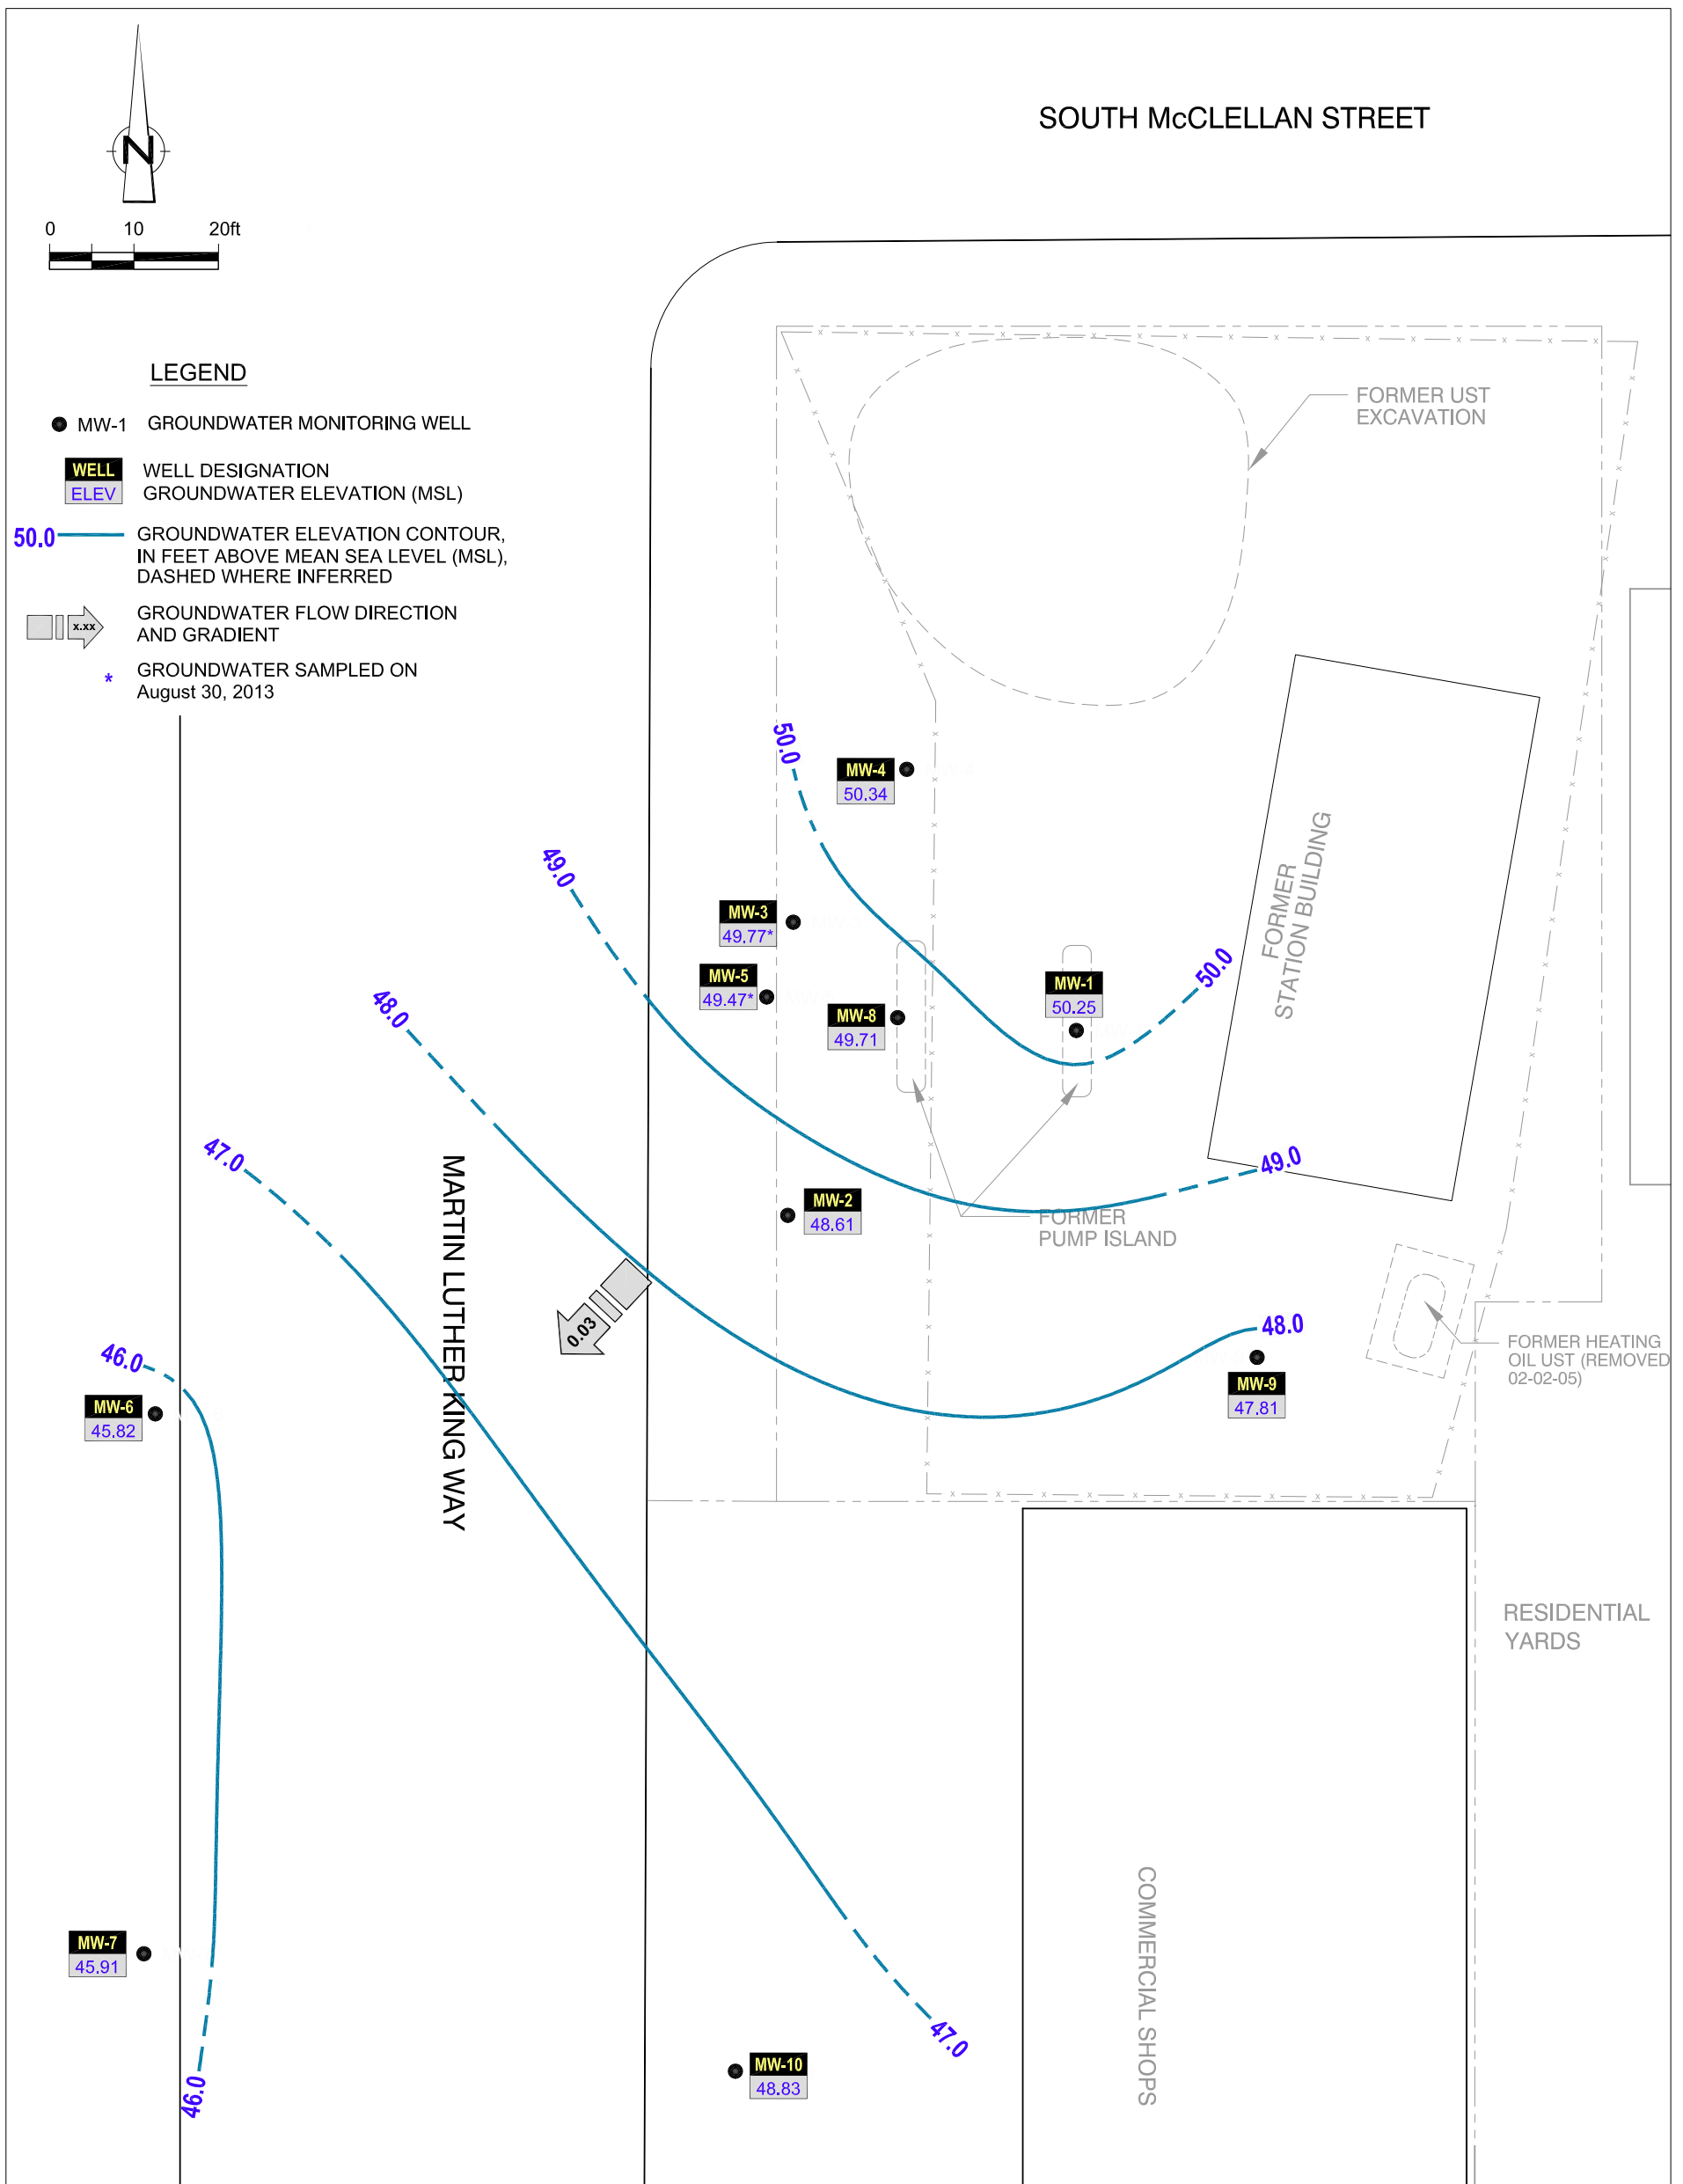 N
SOUTH McCLELLAN STREET
0 10 20ft
LEGEND
MW-1 GROUNDWATER MONITORING WELL
WELL WELL DESIGNATION
ELEV GROUNDWATER ELEVATION (MSL)
50.0 GROUNDWATER ELEVATION CONTOUR,
IN FEET ABOVE MEAN SEA LEVEL (MSL),
DASHED WHERE INFERRED
GROUNDWATER FLOW DIRECTION
x.xx
AND GRADIENT
* GROUNDWATER SAMPLED ON
August 30, 2013
FORMER UST
EXCAVATION
50.0
MW-4
50.34
49.0
MW-3
49.77*
MW-5
49.47*
MW-8
49.71
MW-1
50.25
50.0
FORMER
STATION BUILDING
48.0
47.0
MARTIN LUTHER KING WAY
49.0
MW-2
48.61
FORMER
PUMP ISLAND
0.03
48.0
MW-9
47.81
FORMER HEATING
OIL UST (REMOVED
02-02-05)
46.0
MW-6
45.82
RESIDENTIAL
YARDS
MW-7
45.91
COMMERCIAL SHOPS
47.0
46.0
MW-10
48.83